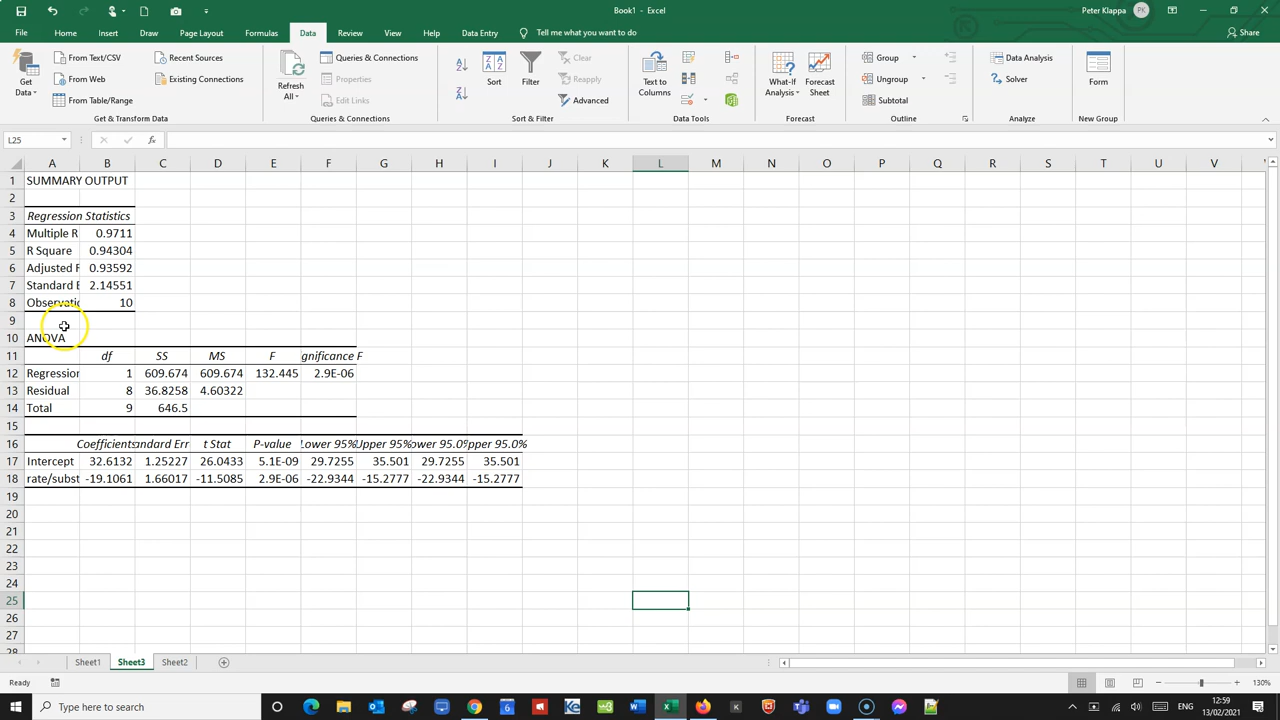 Book1 - Excel
Peter Klappa
PK
File Home Insert Draw Page Layout Formulas Data Review View Help Data Entry Tell me what you want to do Share
Get Data
From Text/CSV
From Web
From Table/Range
Recent Sources
Existing Connections
Get & Transform Data
Refresh All
Queries & Connections
Properties
Edit Links
Queries & Connections
Sort
Filter
Clear
Reapply
Advanced
Sort & Filter
Text to Columns
Data Tools
What-If Analysis
Forecast Sheet
Forecast
Group
Ungroup
Subtotal
Outline
Data Analysis
Solver
Analyze
Form
New Group
L25
fx
A B C D E F G H I J K L M N O P Q R S T U V
1 SUMMARY OUTPUT
2
3 Regression Statistics
4 Multiple R 0.9711
5 R Square 0.94304
6 Adjusted F 0.93592
7 Standard E 2.14551
8 Observatic 10
9
10 ANOVA
11 df SS MS F gnificance F
12 Regression 1 609.674 609.674 132.445 2.9E-06
13 Residual 8 36.8258 4.60322
14 Total 9 646.5
15
16 Coefficients andard Err t Stat P-value Lower 95% Upper 95% ower 95.0% pper 95.0%
17 Intercept 32.6132 1.25227 26.0433 5.1E-09 29.7255 35.501 29.7255 35.501
18 rate/subst -19.1061 1.66017 -11.5085 2.9E-06 -22.9344 -15.2777 -22.9344 -15.2777
19
20
21
22
23
24
25
26
27
28
Sheet1 Sheet3 Sheet2
Ready
130%
Type here to search
12:59
13/02/2021